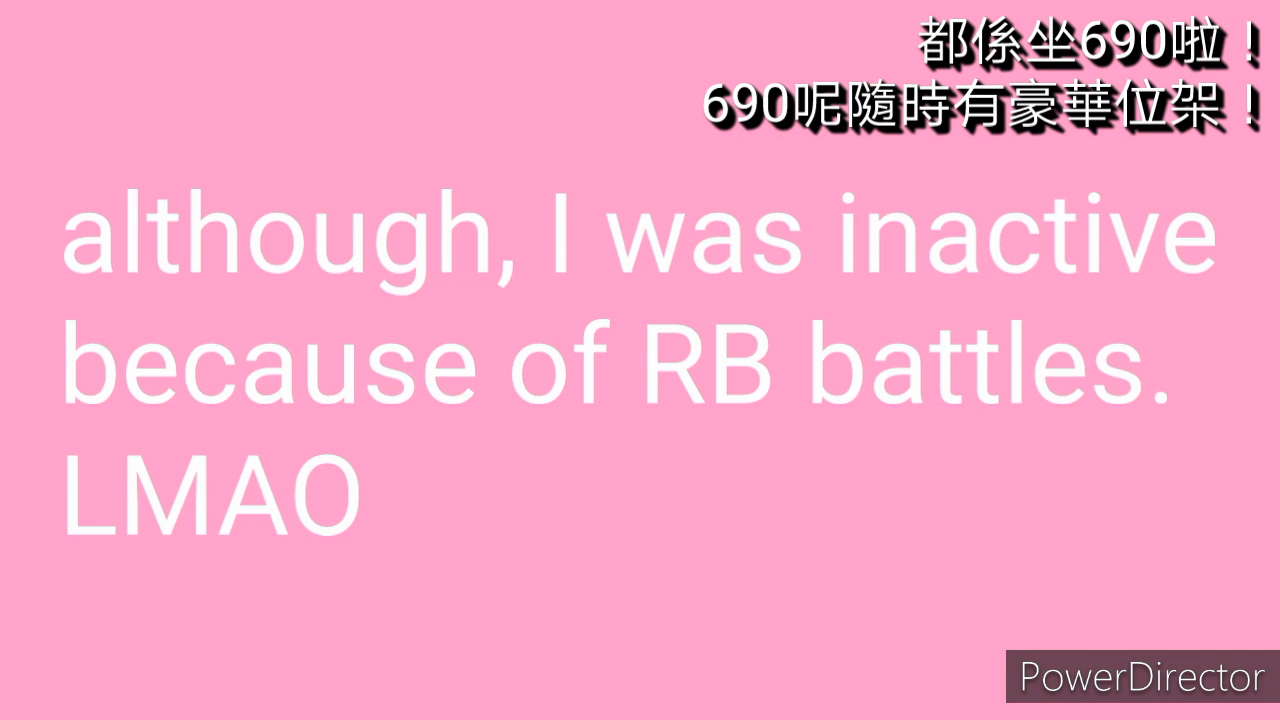 都係坐690啦！
690呢隨時有豪華位架！
although, I was inactive
because of RB battles.
LMAO
PowerDirector